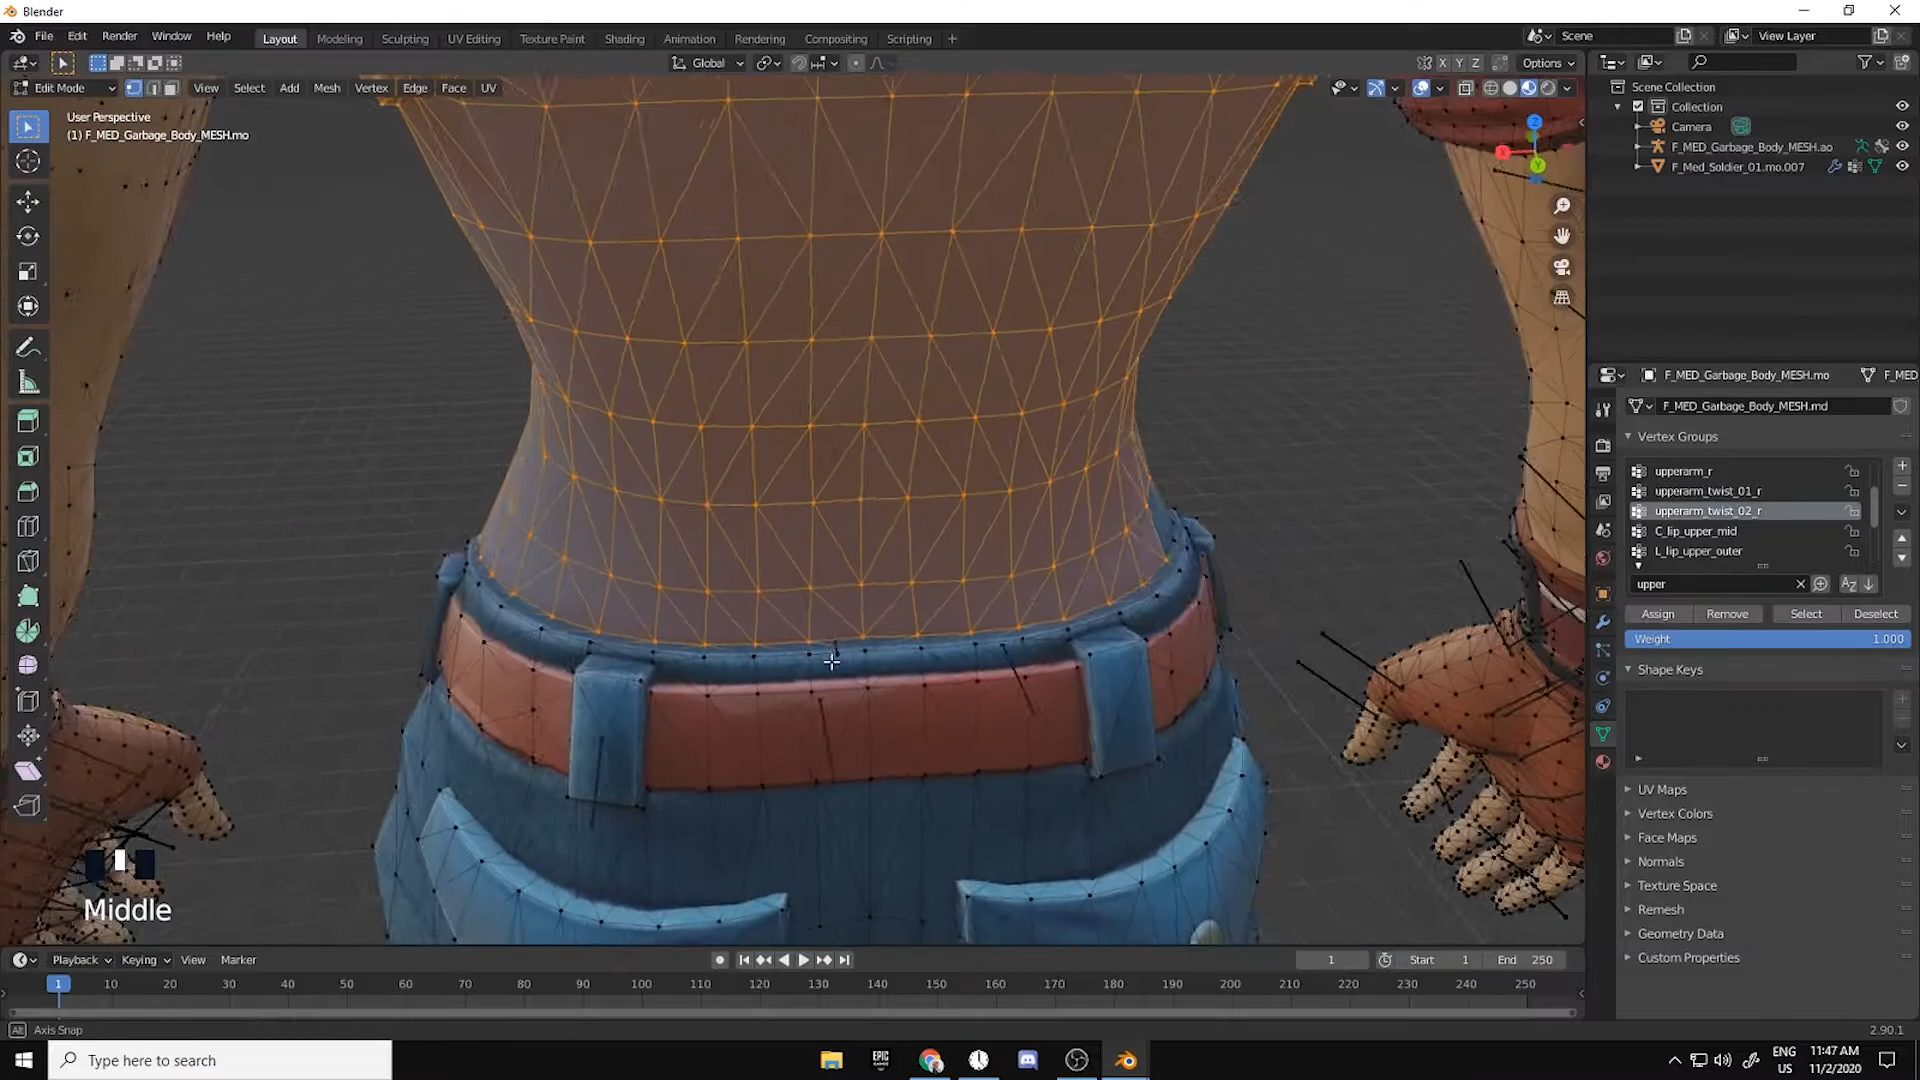 Blender
File Edit Render Window Help
Layout Modeling Sculpting UV Editing Texture Paint Shading Animation Rendering Compositing Scripting +
Scene View Layer
Global X Y Z Options
Edit Mode View Select Add Mesh Vertex Edge Face UV
User Perspective
(1) F_MED_Garbage_Body_MESH.mo
Z
X
Y
Scene Collection
Collection
Camera
F_MED_Garbage_Body_MESH.ao
F_Med_Soldier_01.mo.007
F_MED_Garbage_Body_MESH.mo F_MED
F_MED_Garbage_Body_MESH.md
Vertex Groups
upperarm_r
upperarm_twist_01_r
upperarm_twist_02_r
C_lip_upper_mid
L_lip_upper_outer
upper
Assign Remove Select Deselect
Weight 1.000
Shape Keys
UV Maps
Vertex Colors
Face Maps
Normals
Texture Space
Remesh
Geometry Data
Custom Properties
Middle
Playback Keying View Marker 1 Start 1 End 250
1 10 20 30 40 50 60 70 80 90 100 110 120 130 140 150 160 170 180 190 200 210 220 230 240 250
Alt Axis Snap 2.90.1
Type here to search
EPIC
GAMES
ENG
US
11:47 AM
11/2/2020